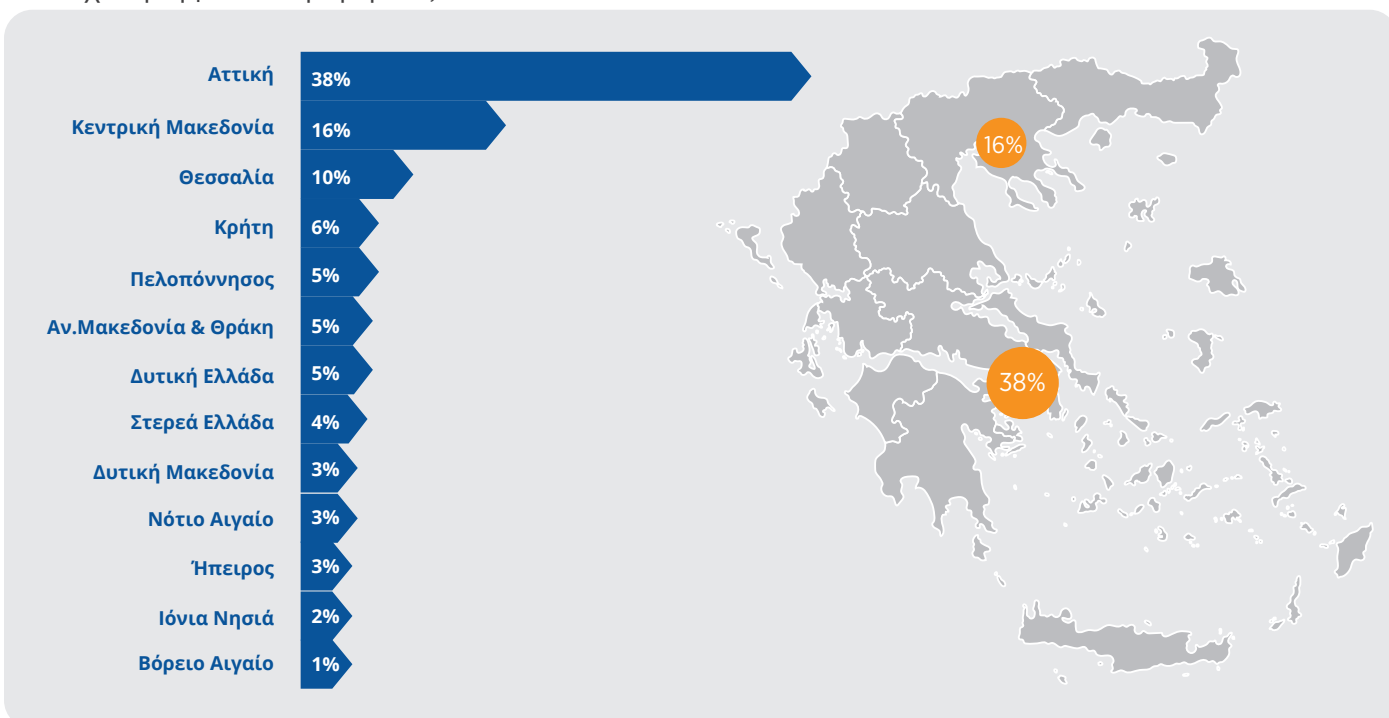 Αττική 38%
Κεντρική Μακεδονία 16%
Θεσσαλία 10%
Κρήτη 6%
Πελοπόννησος 5%
Αν.Μακεδονία & Θράκη 5%
Δυτική Ελλάδα 5%
Στερεά Ελλάδα 4%
Δυτική Μακεδονία 3%
Νότιο Αιγαίο 3%
Ήπειρος 3%
Ιόνια Νησιά 2%
Βόρειο Αιγαίο 1%
16%
38%